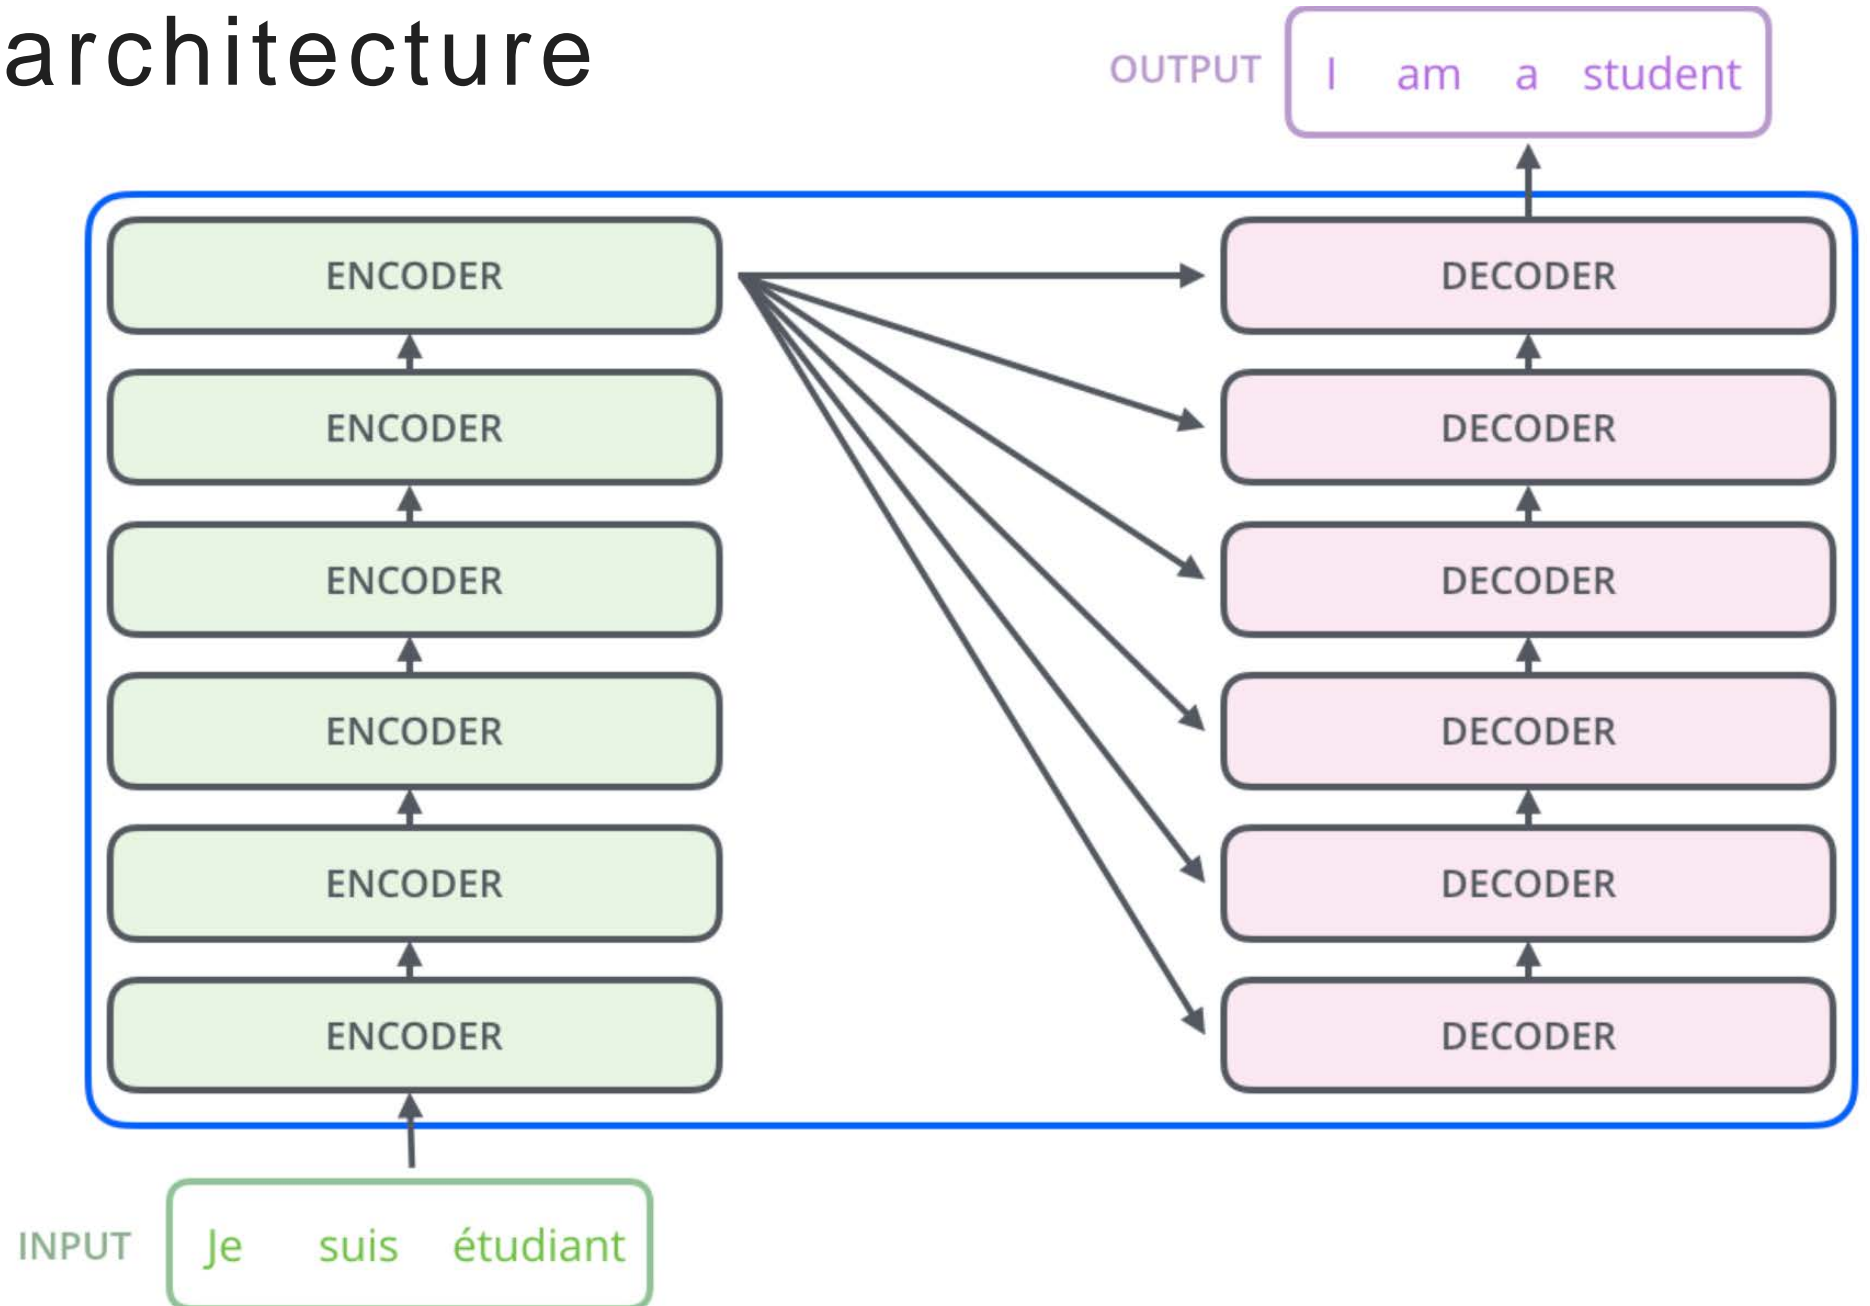 architecture
OUTPUT I am a student
ENCODER DECODER
ENCODER DECODER
ENCODER DECODER
ENCODER DECODER
ENCODER DECODER
ENCODER DECODER
INPUT Je suis étudiant